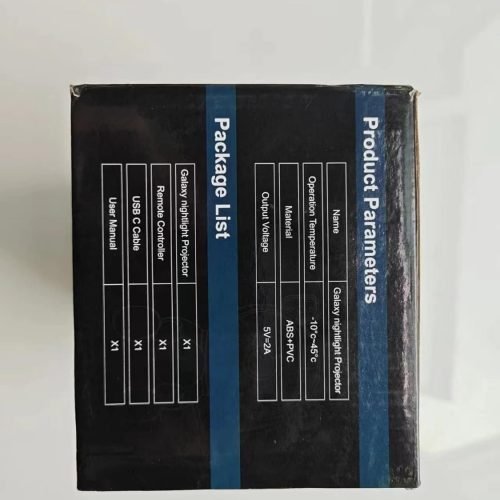 Product Parameters
Name Galaxy nightlight Projector
Operation Temperature -10°c~45°c
Material ABS+PVC
Output Voltage 5V=2A
Package List
Galaxy nightlight Projector X1
Remote Controller X1
USB C Cable X1
User Manual X1